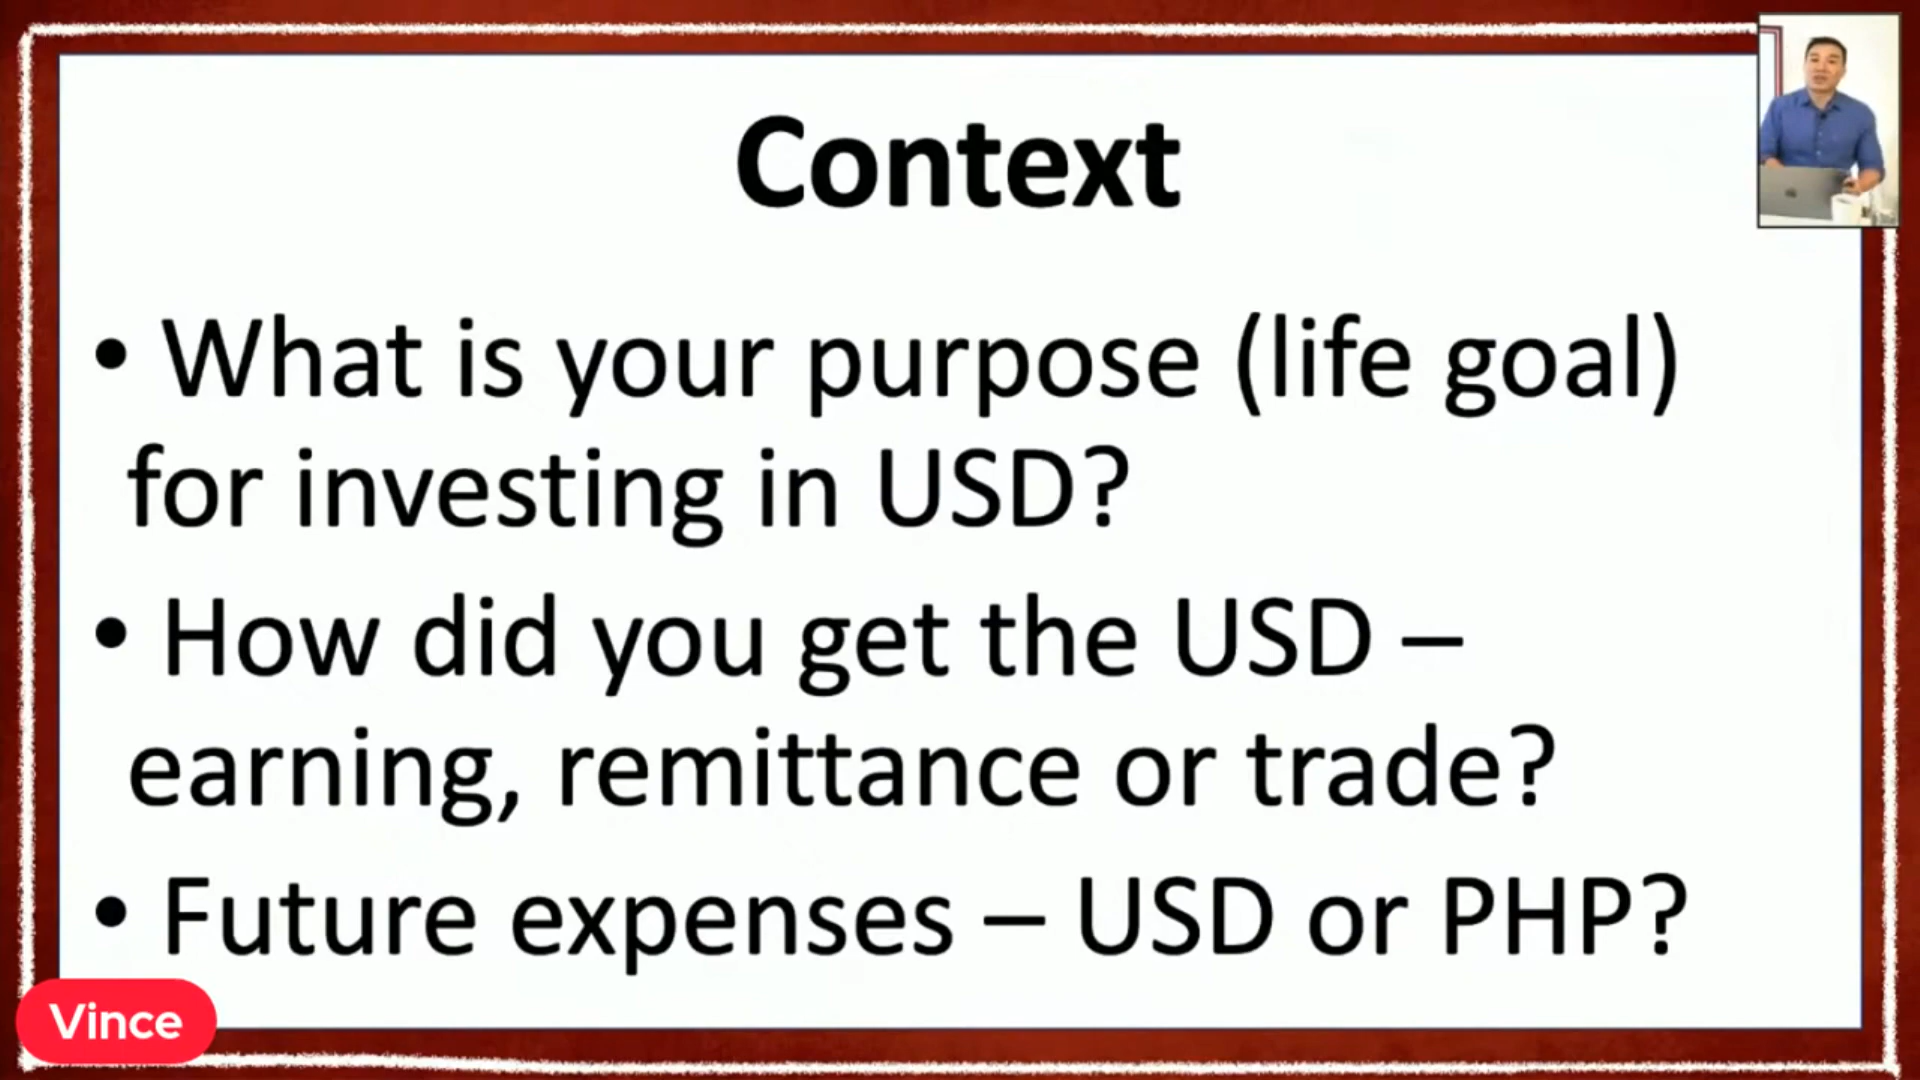 Context
• What is your purpose (life goal)
for investing in USD?
• How did you get the USD –
earning, remittance or trade?
• Future expenses – USD or PHP?
Vince